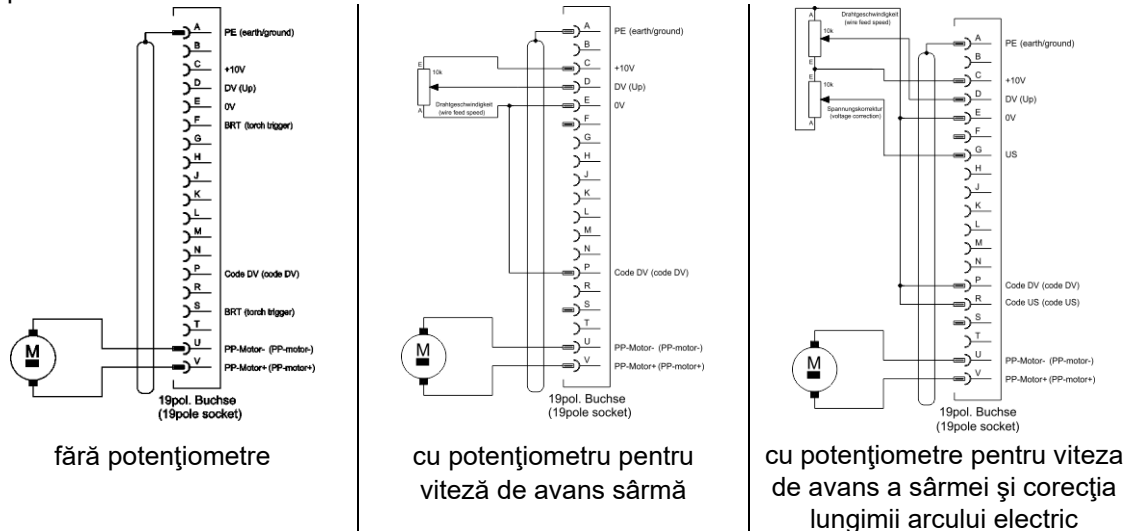 A
PE (earth/ground)
B
C
+10V
D
DV (Up)
E
0V
F
BRT (torch trigger)
G
H
J
K
L
M
N
P
Code DV (code DV)
R
S
BRT (torch trigger)
T
U
PP-Motor- (PP-motor-)
V
PP-Motor+ (PP-motor+)
M
19pol. Buchse
(19pole socket)
fără potenţiometre
A
PE (earth/ground)
B
C
+10V
D
DV (Up)
E
0V
F
G
H
J
K
L
M
N
P
Code DV (code DV)
R
S
T
U
PP-Motor- (PP-motor-)
V
PP-Motor+ (PP-motor+)
E
10k
A
Drahtgeschwindigkeit
(wire feed speed)
M
19pol. Buchse
(19pole socket)
cu potenţiometru pentru
viteză de avans sârmă
A
Drahtgeschwindigkeit
(wire feed speed)
10k
E
E
10k
Spannungskorrektur
(voltage correction)
A
A
PE (earth/ground)
B
C
+10V
D
DV (Up)
E
0V
F
G
US
H
J
K
L
M
N
P
Code DV (code DV)
R
Code US (code US)
S
T
U
PP-Motor- (PP-motor-)
V
PP-Motor+ (PP-motor+)
M
19pol. Buchse
(19pole socket)
cu potenţiometre pentru viteza
de avans a sârmei şi corecţia
lungimii arcului electric